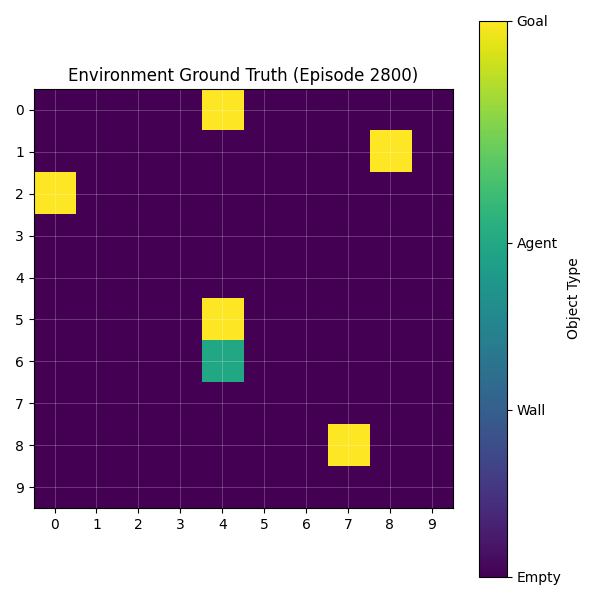 Environment Ground Truth (Episode 2800)
0
1
2
3
4
5
6
7
8
9
0 1 2 3 4 5 6 7 8 9
Goal
Agent
Wall
Empty
Object Type